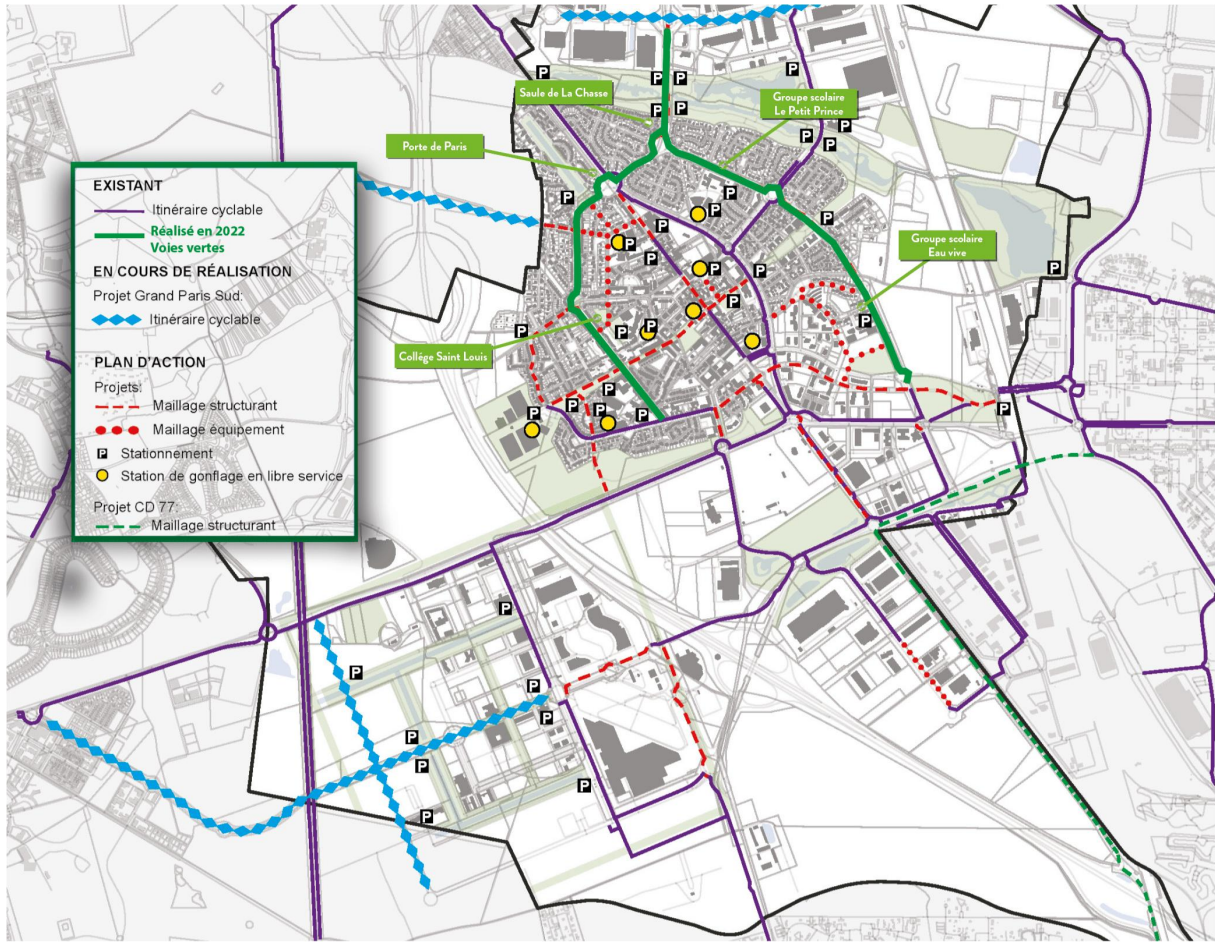 Saule de La Chasse
Groupe scolaire
Le Petit Prince
Porte de Paris
Groupe scolaire
Eau vive
Collége Saint Louis
EXISTANT
Itinéraire cyclable
Réalisé en 2022
Voies vertes
EN COURS DE RÉALISATION
Projet Grand Paris Sud:
Itinéraire cyclable
PLAN D'ACTION
Projets:
Maillage structurant
Maillage équipement
P Stationnement
Station de gonflage en libre service
Projet CD 77:
Maillage structurant